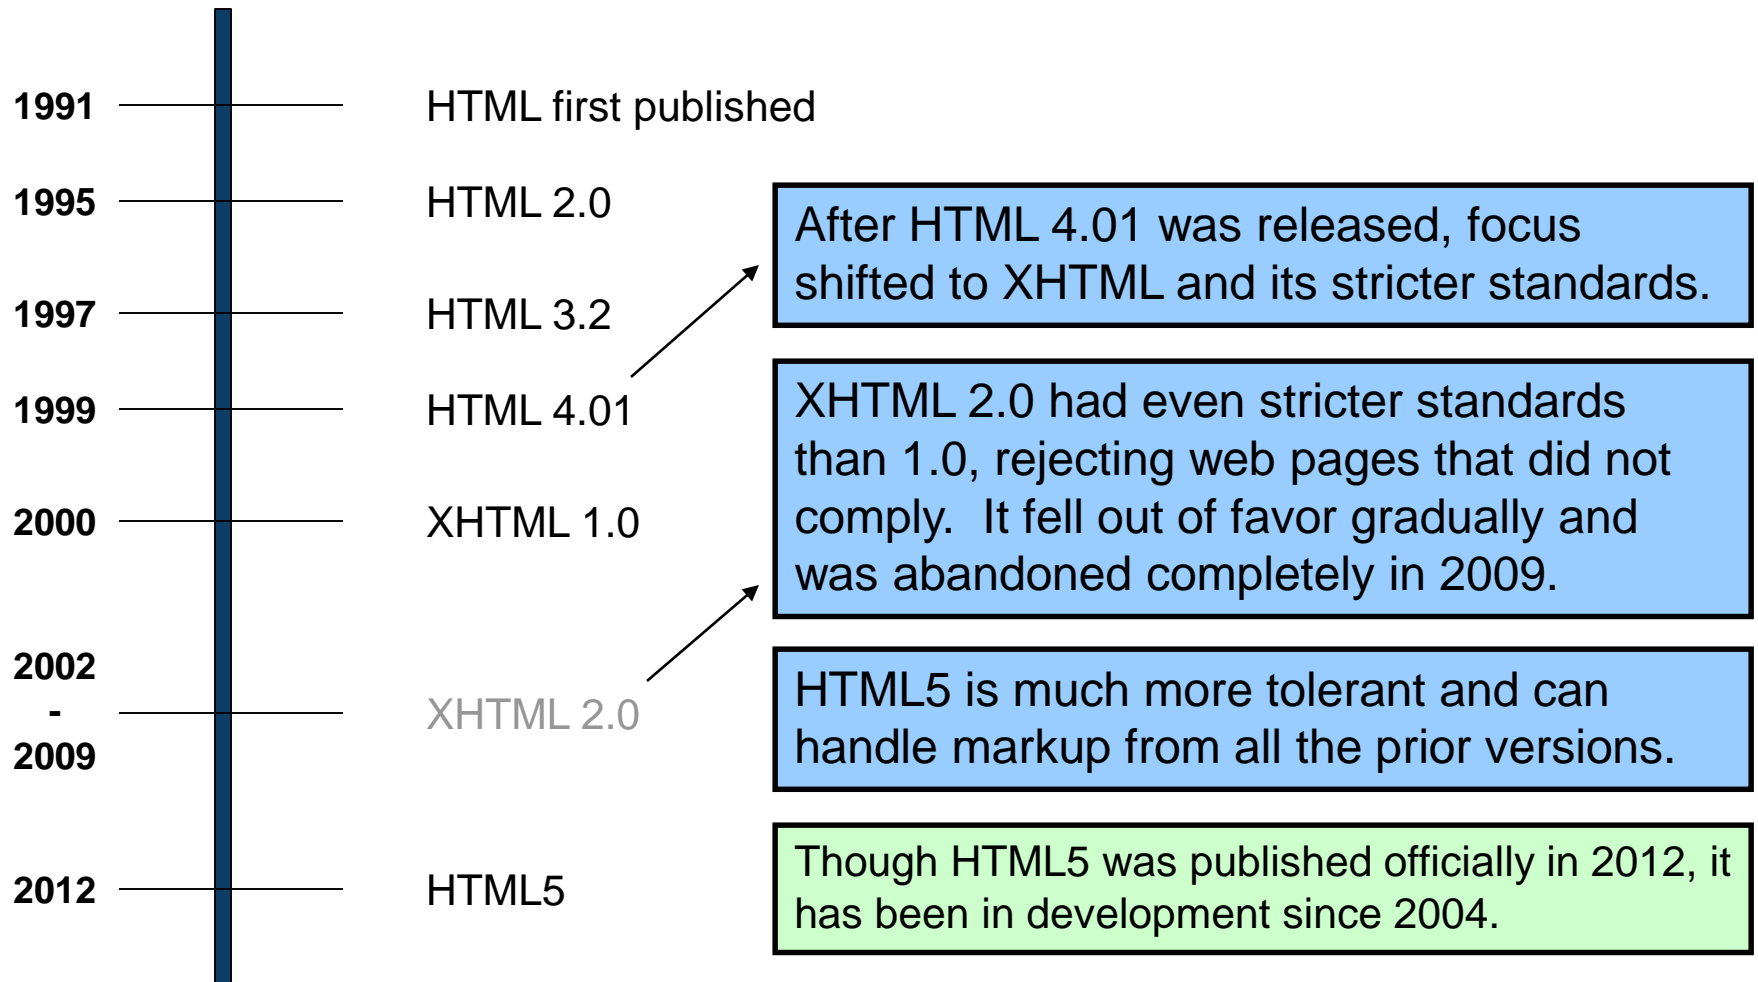 1991
HTML first published
1995
HTML 2.0
After HTML 4.01 was released, focus
shifted to XHTML and its stricter standards.
1997
HTML 3.2
1999
HTML 4.01
XHTML 2.0 had even stricter standards
than 1.0, rejecting web pages that did not
comply.  It fell out of favor gradually and
was abandoned completely in 2009.
2000
XHTML 1.0
2002
-
2009
XHTML 2.0
HTML5 is much more tolerant and can
handle markup from all the prior versions.
2012
HTML5
Though HTML5 was published officially in 2012, it
has been in development since 2004.